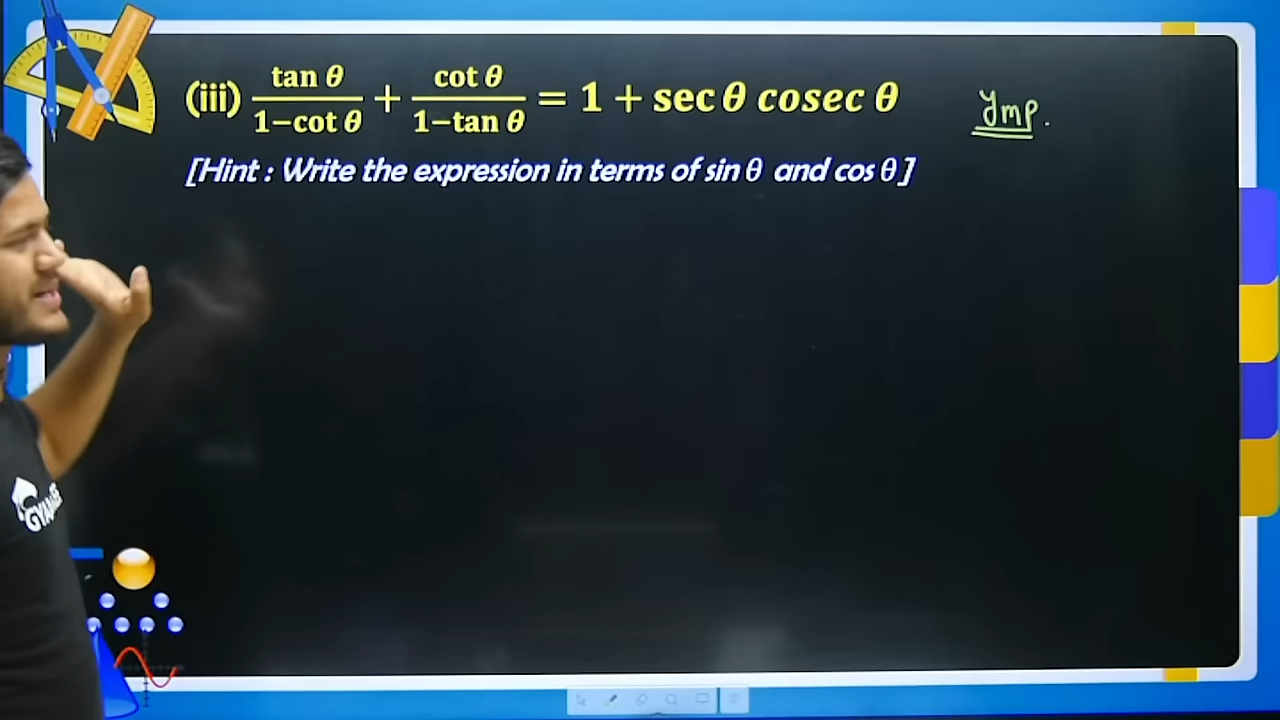 (iii) tan θ/1−cot θ + cot θ/1−tan θ = 1 + sec θ cosec θ
Imp.
[Hint : Write the expression in terms of sin θ and cos θ]